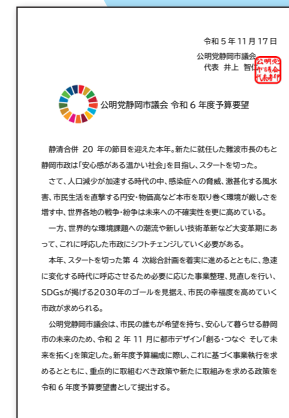 令和5年11月17日
公明党静岡市議会
代表 井上 智仁
公明党静岡市議会 令和6年度予算要望
静清合併 20 年の節目を迎えた本年。新たに就任した難波市長のもと
静岡市政は「安心感がある温かい社会」を目指し、スタートを切った。
さて、人口減少が加速する時代の中、感染症への脅威、激甚化する風水
害、市民生活を直撃する円安・物価高など本市を取り巻く環境が厳しさを
増す中、世界各地の戦争・紛争は未来への不確実性を更に高めている。
一方、世界的な環境課題への潮流や新しい技術革新など大変革期にあ
って、これに呼応した市政にシフトチェンジしていく必要がある。
本年、スタートを切った第 4 次総合計画を着実に進めるとともに、急速
に変化する時代に呼応させるため必要に応じた事業整理、見直しを行い、
SDGsが掲げる2030年のゴールを見据え、市民の幸福度を高めていく
市政が求められる。
公明党静岡市議会は、市民の誰もが希望を持ち、安心して暮らせる静岡
市の未来のため、令和 2 年 11 月に都市デザイン「創る・つなぐ そして未
来を拓く」を策定した。新年度予算編成に際し、これに基づく事業執行を求
めるとともに、重点的に取組むべき政策や新たに取組みを求める政策を
令和 6 年度予算要望書として提出する。